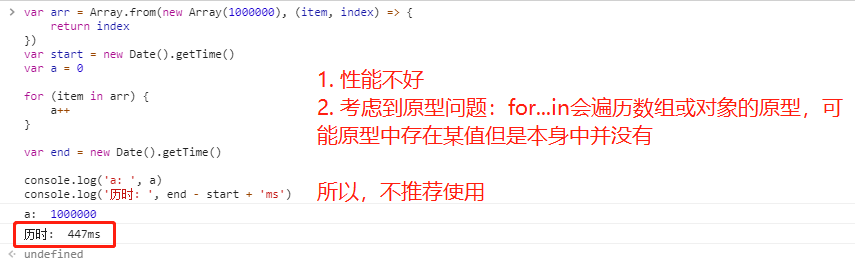 > var arr = Array.from(new Array(1000000), (item, index) => {
return index
})
var start = new Date().getTime()
var a = 0
for (item in arr) {
a++
}
var end = new Date().getTime()
console.log('a: ', a)
console.log('历时: ', end - start + 'ms')
1. 性能不好
2. 考虑到原型问题：for...in会遍历数组或对象的原型，可
能原型中存在某值但是本身中并没有
所以，不推荐使用
a: 1000000
历时: 447ms
undefined